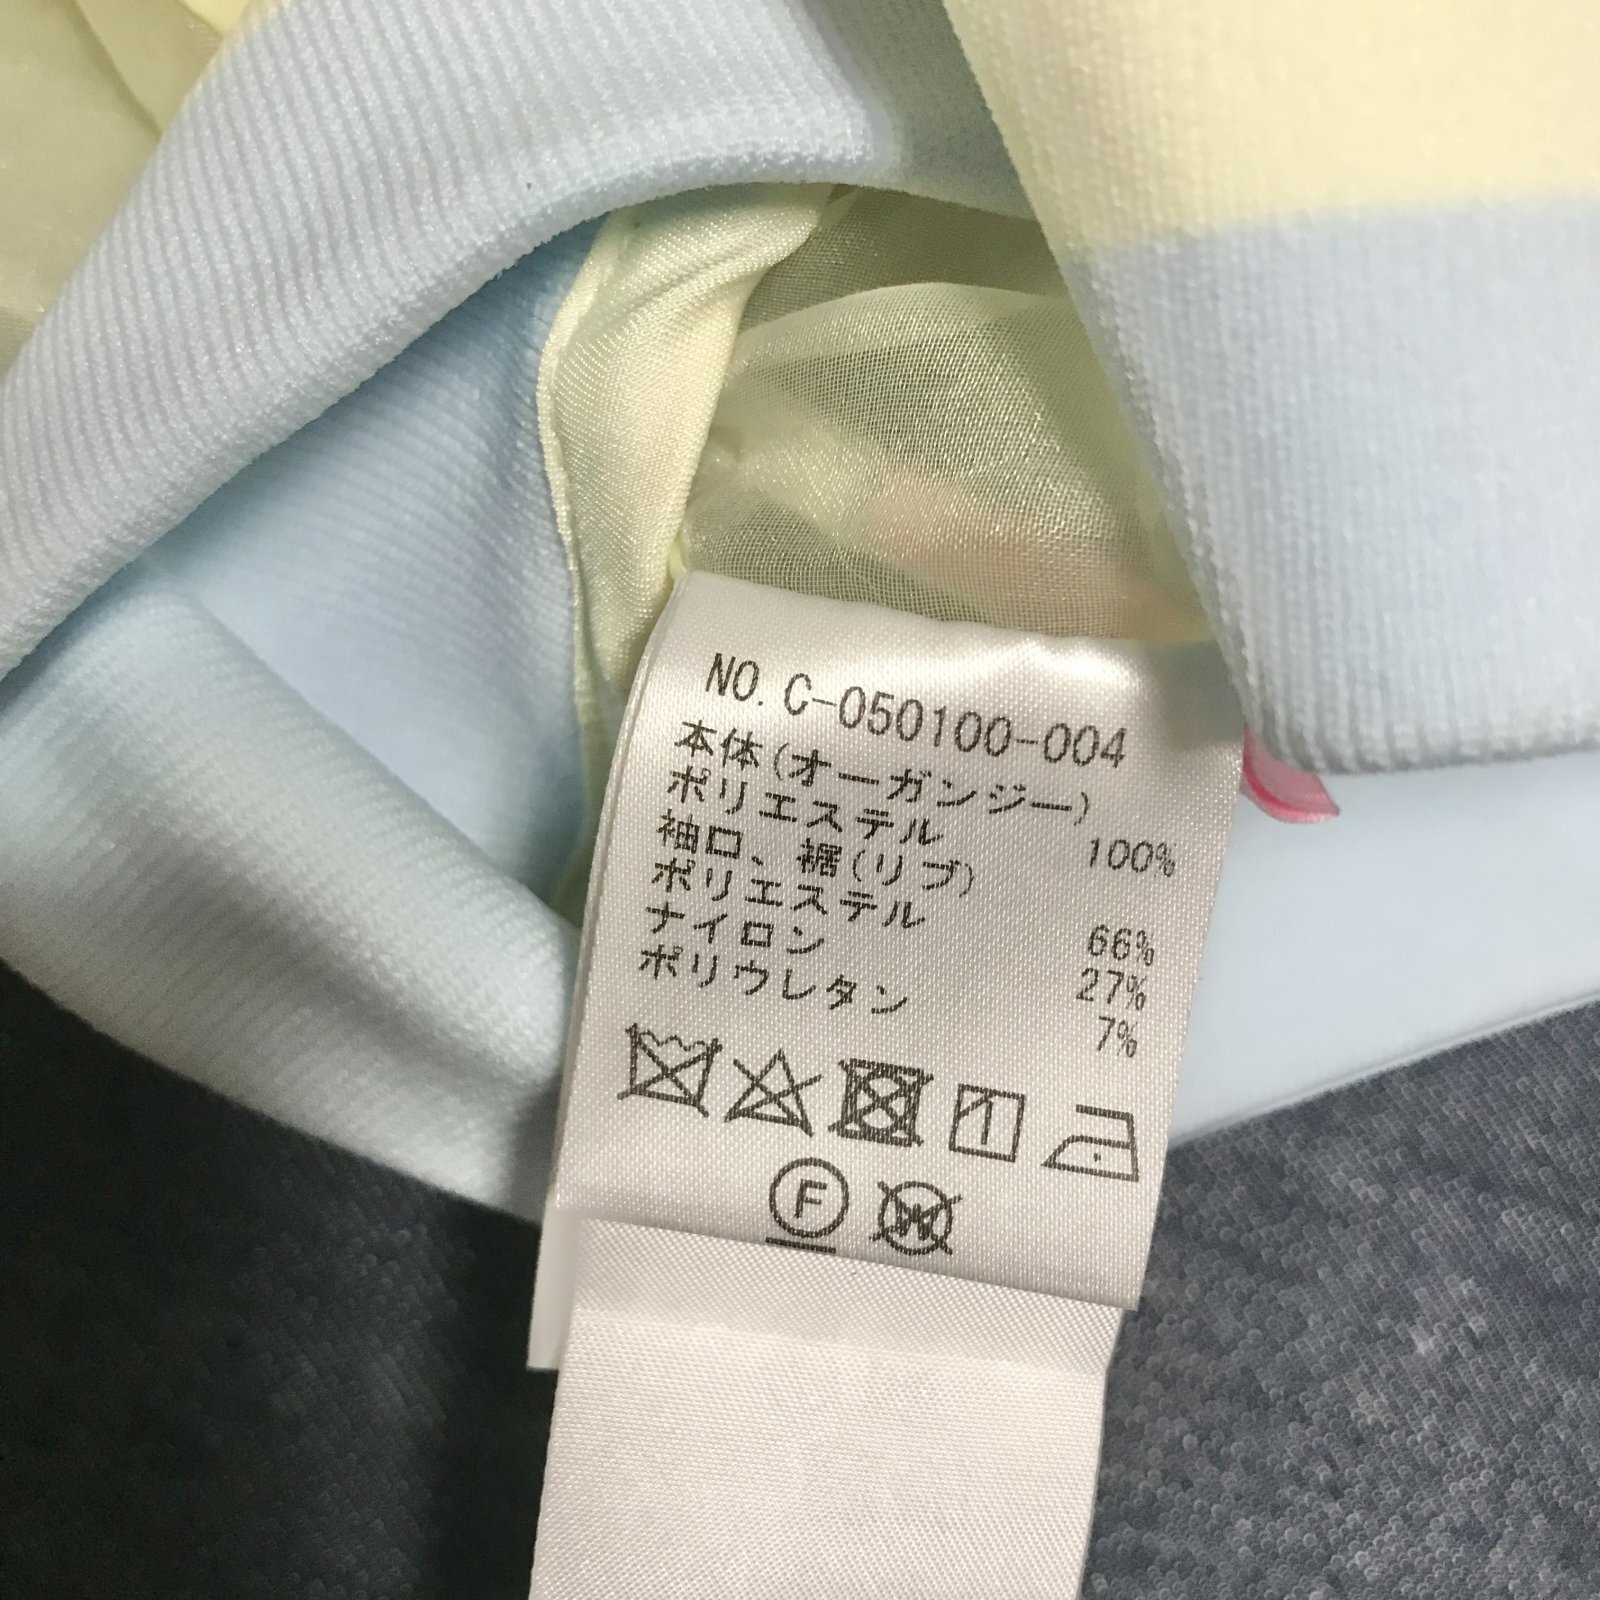 NO. C-050100-004
本体(オーガンジー)
ポリエステル 100%
袖口、裾(リブ)
ポリエステル 66%
ナイロン 27%
ポリウレタン 7%
F W